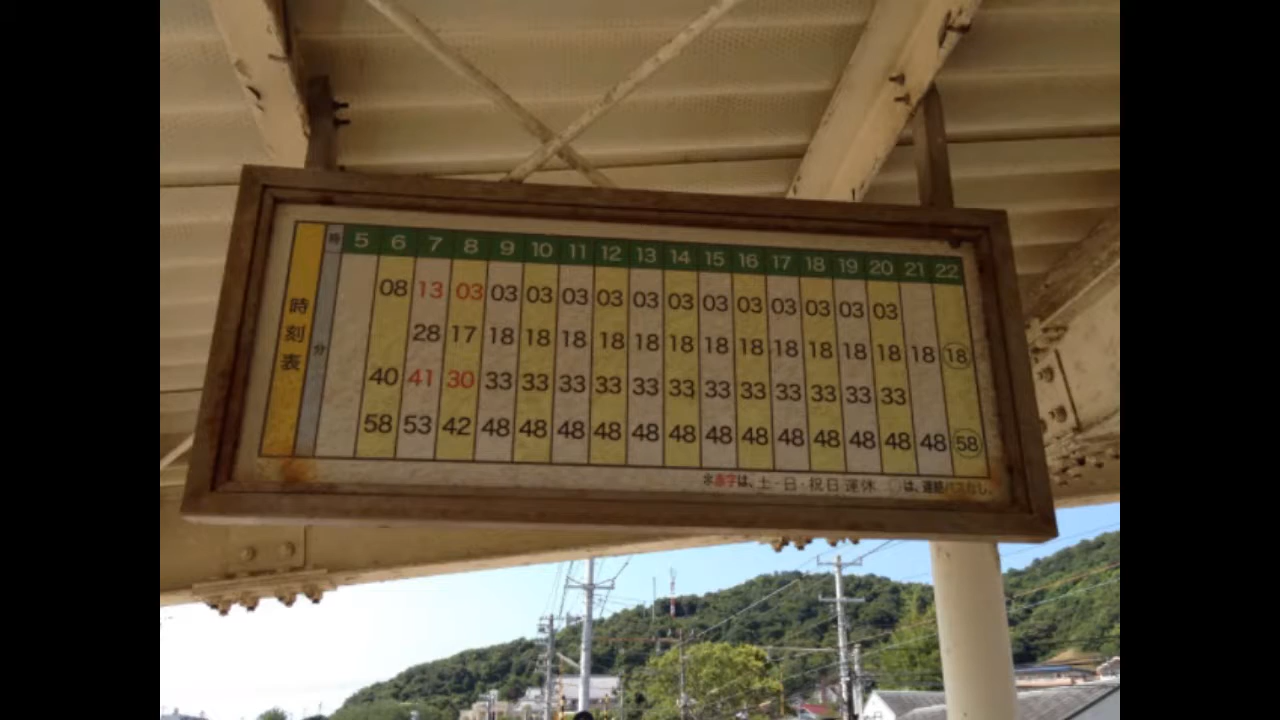 時刻表
時 5 6 7 8 9 10 11 12 13 14 15 16 17 18 19 20 21 22
分
08 13 03 03 03 03 03 03 03 03 03 03 03 03 03
28 17 18 18 18 18 18 18 18 18 18 18 18 18 18 ⑱
40 41 30 33 33 33 33 33 33 33 33 33 33 33 33
58 53 42 48 48 48 48 48 48 48 48 48 48 48 48 48 58
※赤字は、土・日・祝日運休 ○は、連絡バスなし。